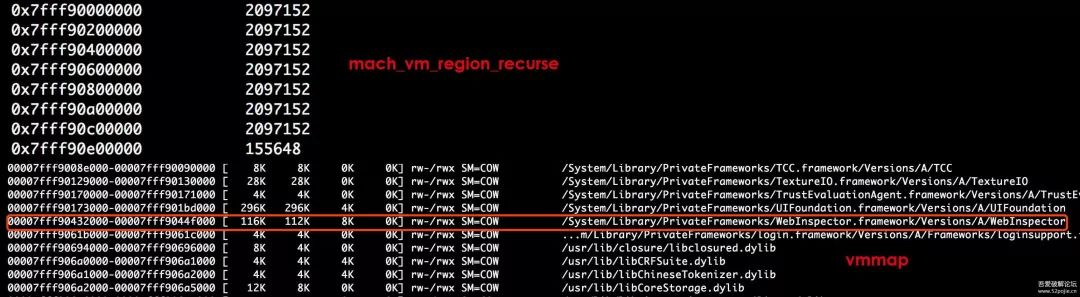 0x7fff90000000 2097152
0x7fff90200000 2097152
0x7fff90400000 2097152
0x7fff90600000 2097152
mach_vm_region_recurse
0x7fff90800000 2097152
0x7fff90a00000 2097152
0x7fff90c00000 2097152
0x7fff90e00000 155648
00007fff9008e000-00007fff90090000 [ 8K 8K 0K 0K] rw-/rwx SM=COW /System/Library/PrivateFrameworks/TCC.framework/Versions/A/TCC
00007fff90129000-00007fff90130000 [ 28K 28K 0K 0K] rw-/rwx SM=COW /System/Library/PrivateFrameworks/TextureIO.framework/Versions/A/TextureIO
00007fff90170000-00007fff90171000 [ 4K 4K 0K 0K] rw-/rwx SM=COW /System/Library/PrivateFrameworks/TrustEvaluationAgent.framework/Versions/A/TrustEv
00007fff90173000-00007fff901bd000 [ 296K 296K 4K 0K] rw-/rwx SM=COW /System/Library/PrivateFrameworks/UIFoundation.framework/Versions/A/UIFoundation
00007fff90432000-00007fff9044f000 [ 116K 112K 8K 0K] rw-/rwx SM=COW /System/Library/PrivateFrameworks/WebInspector.framework/Versions/A/WebInspector
00007fff9061b000-00007fff9061c000 [ 4K 4K 0K 0K] rw-/rwx SM=COW ...m/Library/PrivateFrameworks/login.framework/Versions/A/Frameworks/loginsupport.f
00007fff90694000-00007fff90696000 [ 8K 8K 0K 0K] rw-/rwx SM=COW /usr/lib/closure/libclosured.dylib
00007fff906a0000-00007fff906a1000 [ 4K 4K 4K 0K] rw-/rwx SM=COW /usr/lib/libCRFSuite.dylib
vmmap
00007fff906a1000-00007fff906a2000 [ 4K 4K 0K 0K] rw-/rwx SM=COW /usr/lib/libChineseTokenizer.dylib
00007fff906a2000-00007fff906a5000 [ 12K 8K 0K 0K] rw-/rwx SM=COW /usr/lib/libCoreStorage.dylib
吾爱破解论坛
www.52pojie.cn